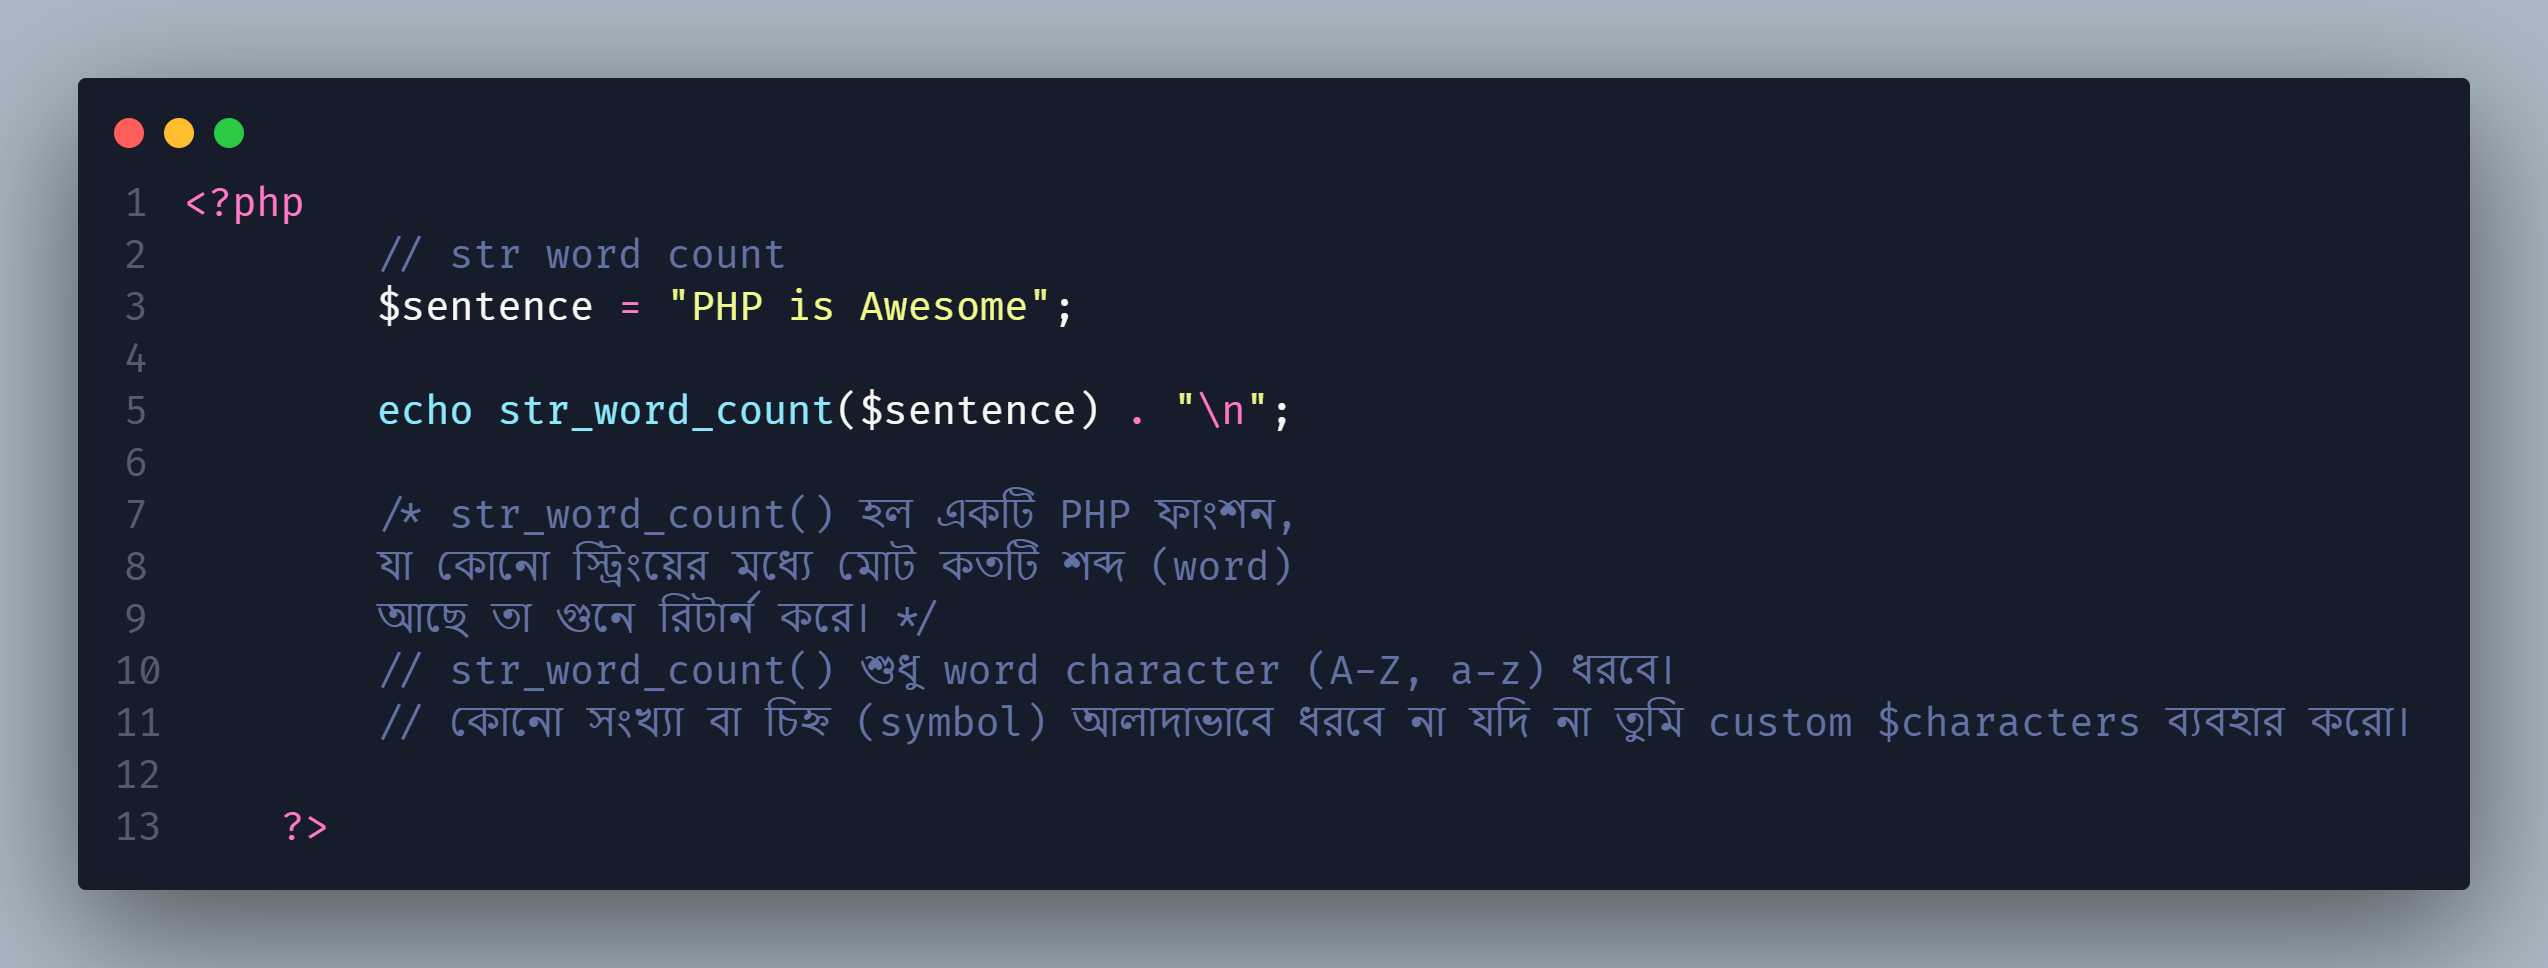 1 <?php
2 // str word count
3 $sentence = "PHP is Awesome";
4
5 echo str_word_count($sentence) . "\n";
6
7 /* str_word_count() হল একটি PHP ফাংশন,
8 যা কোনো স্ট্রিংয়ের মধ্যে মোট কতটি শব্দ (word)
9 আছে তা গুনে রিটার্ন করে। */
10 // str_word_count() শুধু word character (A-Z, a-z) ধরবে।
11 // কোনো সংখ্যা বা চিহ্ন (symbol) আলাদাভাবে ধরবে না যদি না তুমি custom $characters ব্যবহার করো।
12
13 ?>